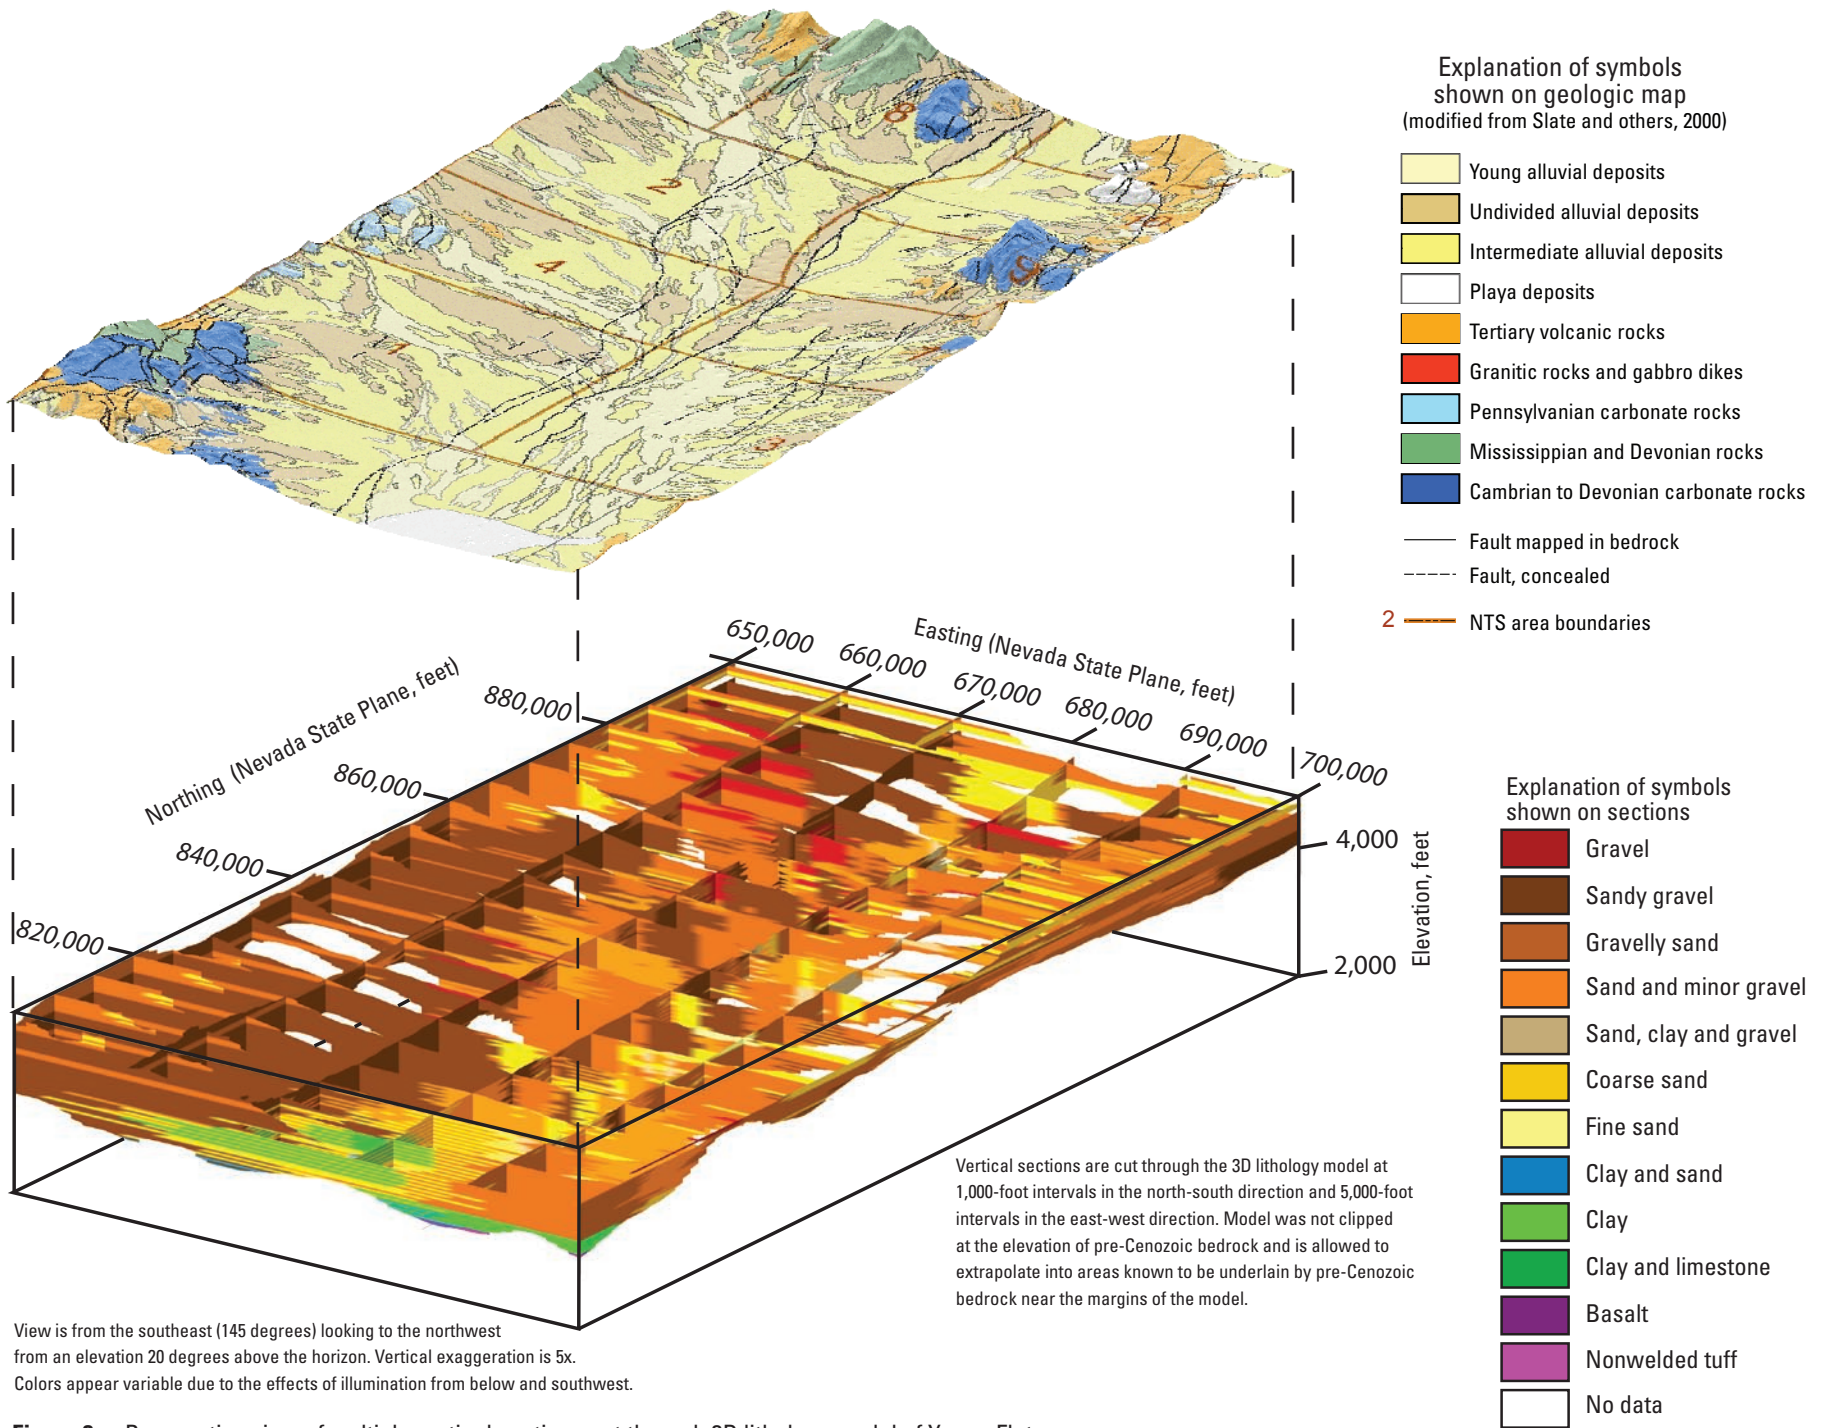 Explanation of symbols
shown on geologic map
(modified from Slate and others, 2000)
Young alluvial deposits
Undivided alluvial deposits
Intermediate alluvial deposits
Playa deposits
Tertiary volcanic rocks
Granitic rocks and gabbro dikes
Pennsylvanian carbonate rocks
Mississippian and Devonian rocks
Cambrian to Devonian carbonate rocks
Fault mapped in bedrock
Fault, concealed
2 NTS area boundaries
8
2
4
9
1
3
Easting (Nevada State Plane, feet)
650,000
660,000
670,000
680,000
690,000
700,000
Northing (Nevada State Plane, feet)
880,000
860,000
840,000
820,000
4,000
2,000
Elevation, feet
Explanation of symbols
shown on sections
Gravel
Sandy gravel
Gravelly sand
Sand and minor gravel
Sand, clay and gravel
Coarse sand
Fine sand
Clay and sand
Clay
Clay and limestone
Basalt
Nonwelded tuff
No data
Vertical sections are cut through the 3D lithology model at
1,000-foot intervals in the north-south direction and 5,000-foot
intervals in the east-west direction. Model was not clipped
at the elevation of pre-Cenozoic bedrock and is allowed to
extrapolate into areas known to be underlain by pre-Cenozoic
bedrock near the margins of the model.
View is from the southeast (145 degrees) looking to the northwest
from an elevation 20 degrees above the horizon. Vertical exaggeration is 5x.
Colors appear variable due to the effects of illumination from below and southwest.